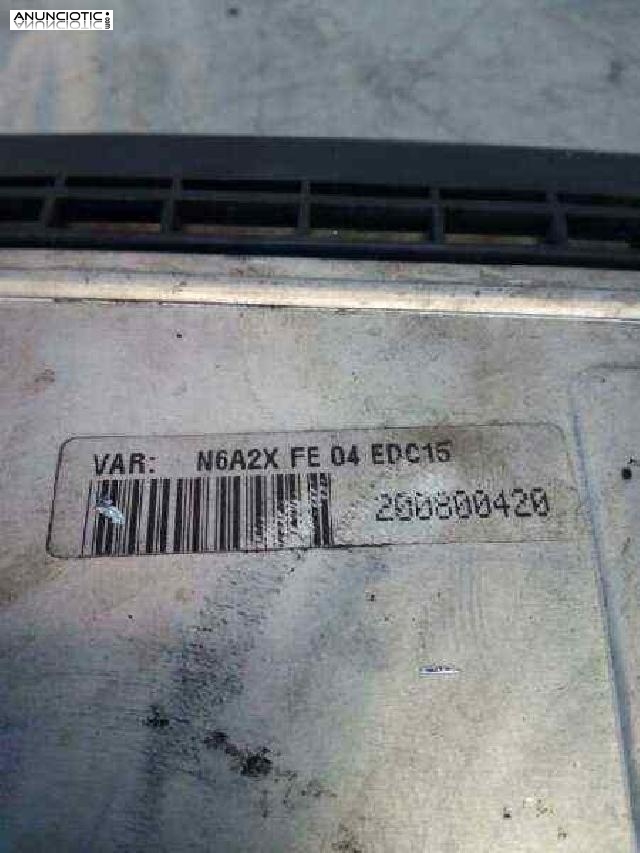 ANUNCIOTIC
VAR: N6A2X FE 04 EDC15
200800420